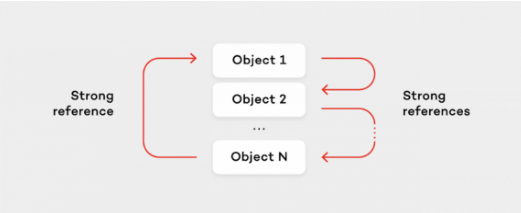 Object 1
Strong
reference
Object 2
Strong
references
...
Object N